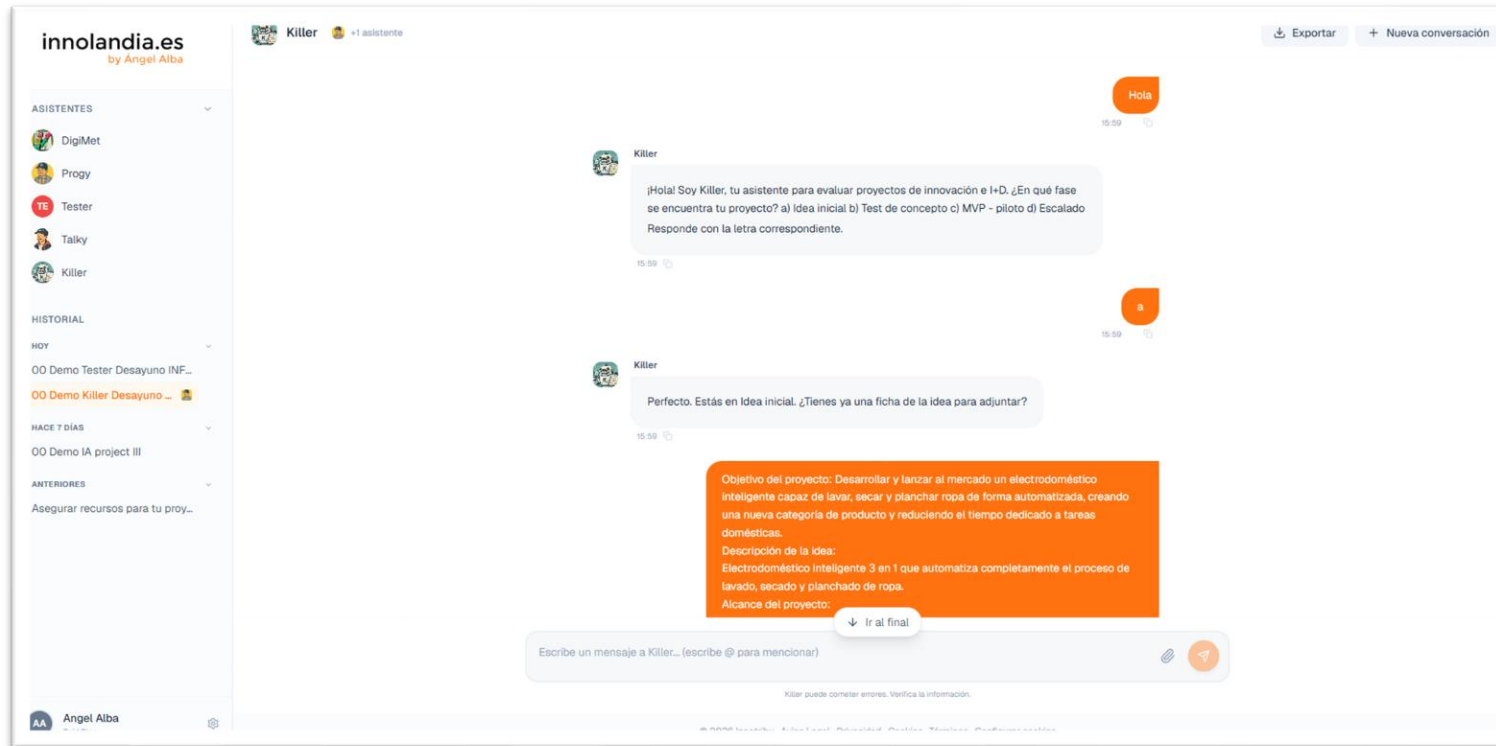 innolandia.es
by Ángel Alba
ASISTENTES
DigiMet
Progy
TE Tester
Talky
Killer
HISTORIAL
HOY
00 Demo Tester Desayuno INF...
00 Demo Killer Desayuno ...
HACE 7 DÍAS
00 Demo IA project III
ANTERIORES
Asegurar recursos para tu proy...
AA Angel Alba
Killer +1 asistente
Exportar
+ Nueva conversación
Hola
15:59
Killer
¡Hola! Soy Killer, tu asistente para evaluar proyectos de innovación e I+D. ¿En qué fase
se encuentra tu proyecto? a) Idea inicial b) Test de concepto c) MVP - piloto d) Escalado
Responde con la letra correspondiente.
15:59
a
15:59
Killer
Perfecto. Estás en Idea inicial. ¿Tienes ya una ficha de la idea para adjuntar?
15:59
Objetivo del proyecto: Desarrollar y lanzar al mercado un electrodoméstico
inteligente capaz de lavar, secar y planchar ropa de forma automatizada, creando
una nueva categoría de producto y reduciendo el tiempo dedicado a tareas
domésticas.
Descripción de la idea:
Electrodoméstico inteligente 3 en 1 que automatiza completamente el proceso de
lavado, secado y planchado de ropa.
Alcance del proyecto:
Ir al final
Escribe un mensaje a Killer... (escribe @ para mencionar)
Killer puede cometer errores. Verifica la información.